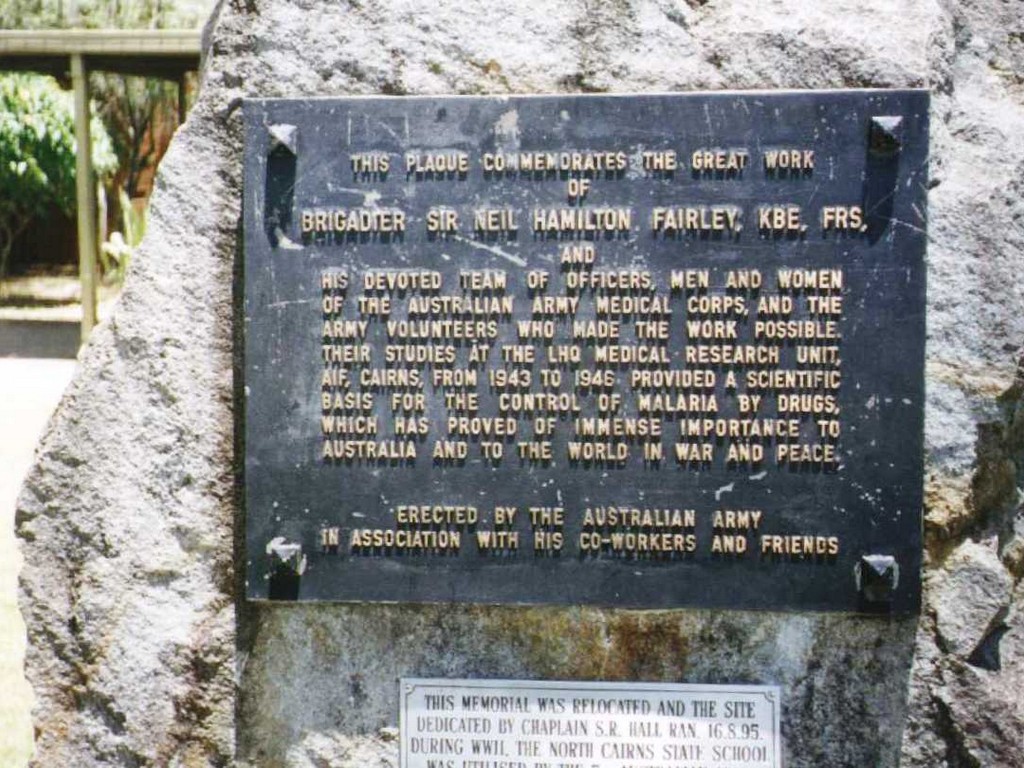 THIS PLAQUE COMMEMORATES THE GREAT WORK
OF
BRIGADIER SIR NEIL HAMILTON FAIRLEY, KBE, FRS,
AND
HIS DEVOTED TEAM OF OFFICERS, MEN AND WOMEN
OF THE AUSTRALIAN ARMY MEDICAL CORPS, AND THE
ARMY VOLUNTEERS WHO MADE THE WORK POSSIBLE.
THEIR STUDIES AT THE LHQ MEDICAL RESEARCH UNIT,
AIF, CAIRNS, FROM 1943 TO 1946 PROVIDED A SCIENTIFIC
BASIS FOR THE CONTROL OF MALARIA BY DRUGS,
WHICH HAS PROVED OF IMMENSE IMPORTANCE TO
AUSTRALIA AND TO THE WORLD IN WAR AND PEACE.
ERECTED BY THE AUSTRALIAN ARMY
IN ASSOCIATION WITH HIS CO-WORKERS AND FRIENDS
THIS MEMORIAL WAS RELOCATED AND THE SITE
DEDICATED BY CHAPLAIN S.R. HALL RAN. 16.8.95.
DURING WWII, THE NORTH CAIRNS STATE SCHOOL
WAS UTILISED BY THE